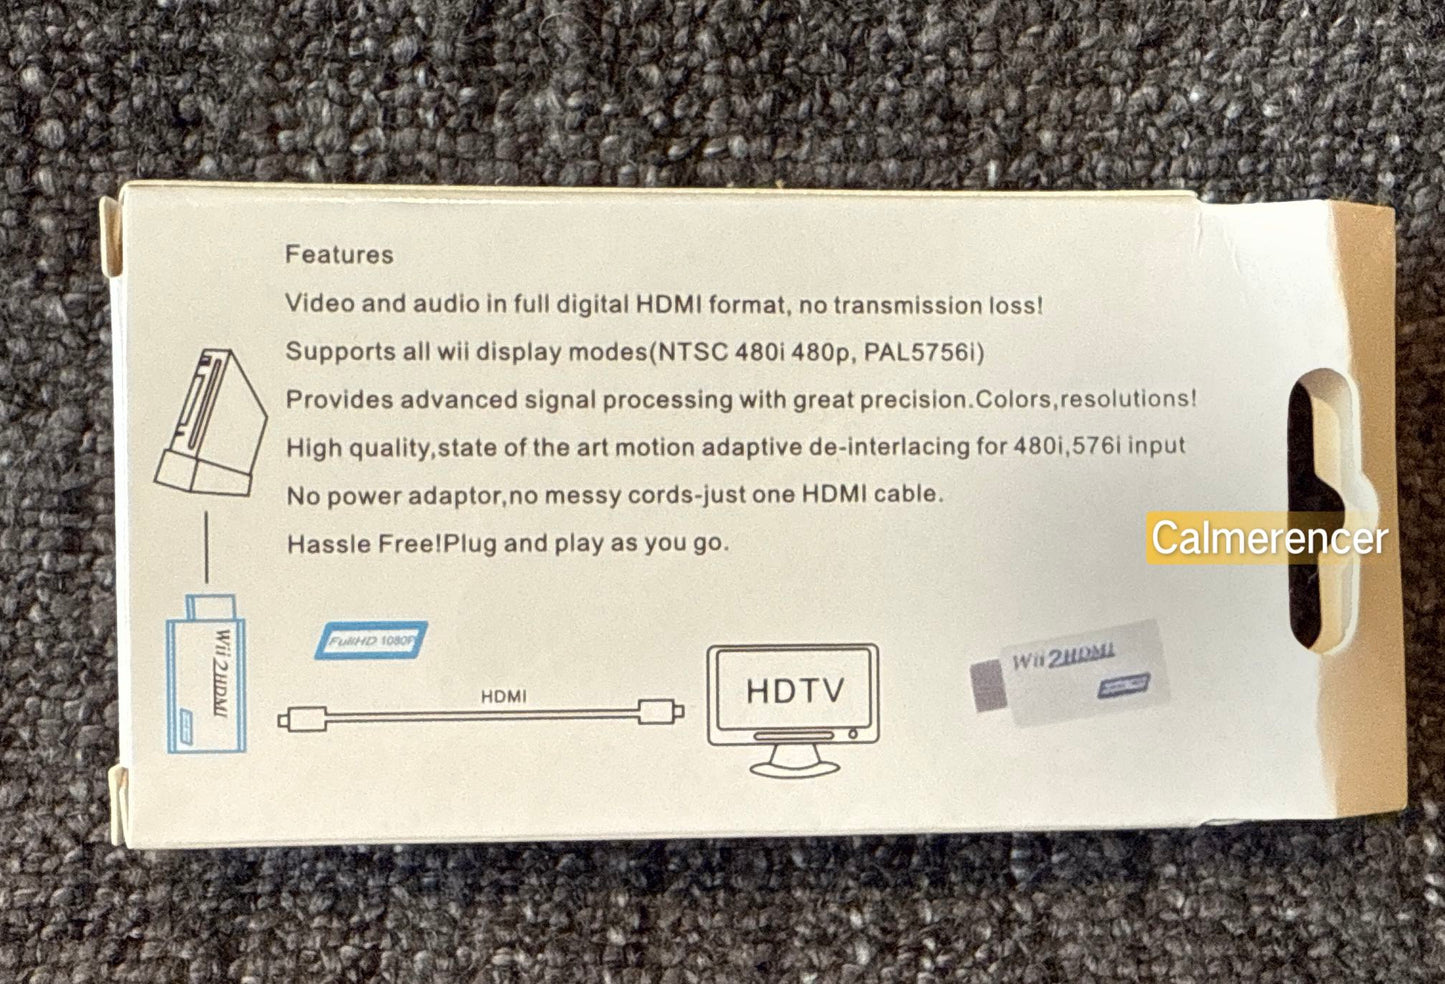 Features
Video and audio in full digital HDMI format, no transmission loss!
Supports all wii display modes(NTSC 480i 480p, PAL5756i)
Provides advanced signal processing with great precision.Colors,resolutions!
High quality,state of the art motion adaptive de-interlacing for 480i,576i input
No power adaptor,no messy cords-just one HDMI cable.
Hassle Free!Plug and play as you go.
Calmerencer
Wii 2HDMI
FullHD 1080P
HDMI
HDTV
Wii 2HDMI